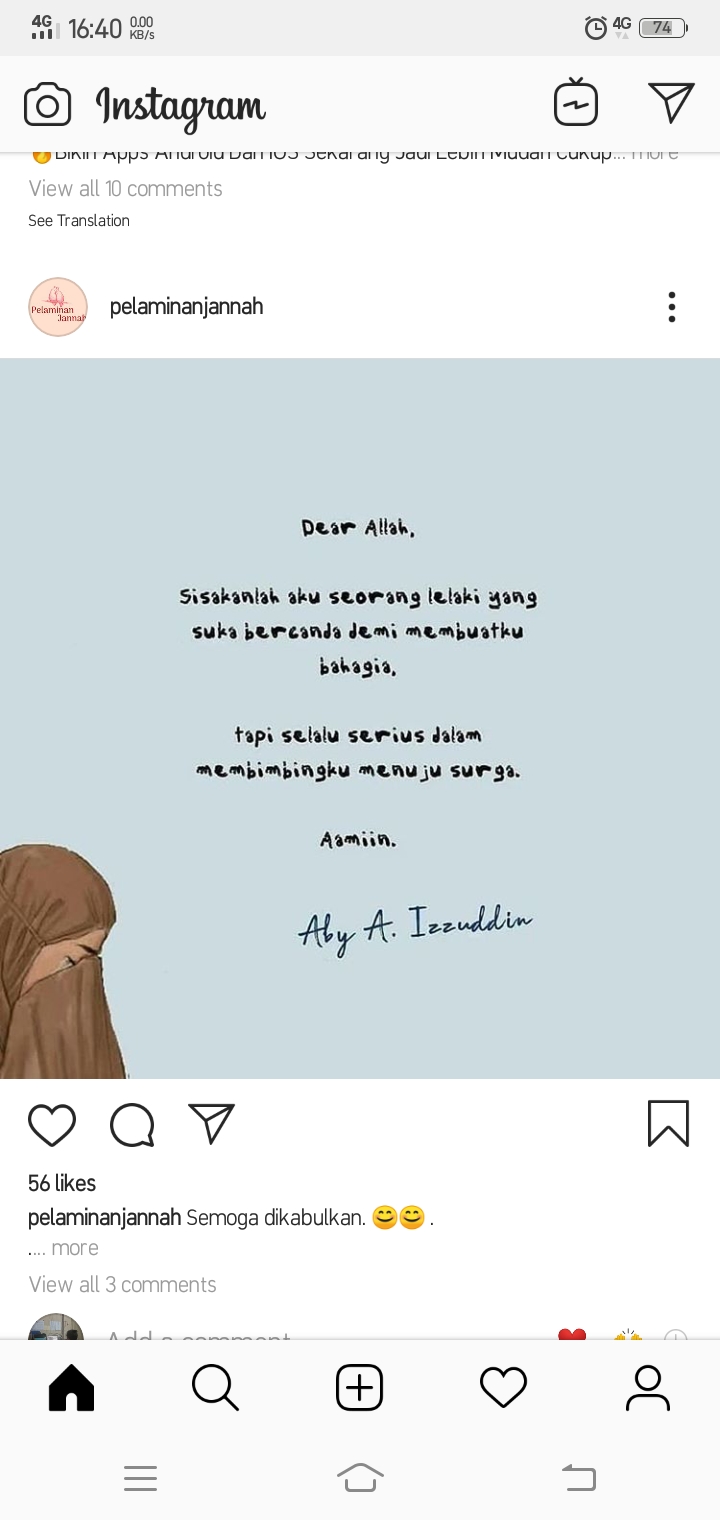 4G 16:40 0.00 KB/s 4G 74
Instagram
Bikin Apps Android Dan iOS Sekarang Jadi Lebih Mudah Cukup... more
View all 10 comments
See Translation
Pelaminan Jannah
pelaminanjannah
Dear Allah,
Sisakanlah aku seorang lelaki yang
suka bercanda demi membuatku
bahagia,
tapi selalu serius dalam
membimbingku menuju surga.
Aamiin.
Aby A. Izzuddin
56 likes
pelaminanjannah Semoga dikabulkan. 😊😊 .
.... more
View all 3 comments
Add a comment